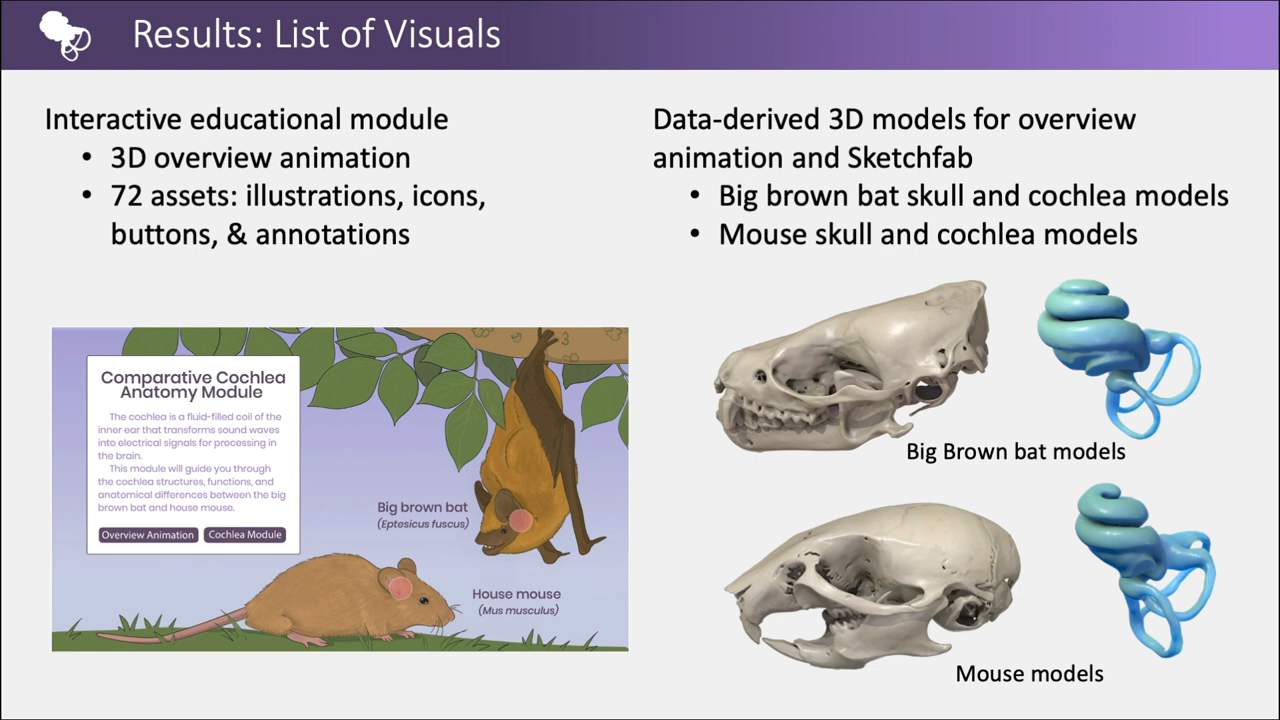 Results: List of Visuals
Interactive educational module
• 3D overview animation
• 72 assets: illustrations, icons,
buttons, & annotations
Data-derived 3D models for overview
animation and Sketchfab
• Big brown bat skull and cochlea models
• Mouse skull and cochlea models
Comparative Cochlea
Anatomy Module
The cochlea is a fluid-filled coil of the
inner ear that transforms sound waves
into electrical signals for processing in
the brain.
This module will guide you through
the cochlea structures, functions, and
anatomical differences between the big
brown bat and house mouse.
Overview Animation
Cochlea Module
Big brown bat
(Eptesicus fuscus)
House mouse
(Mus musculus)
Big Brown bat models
Mouse models